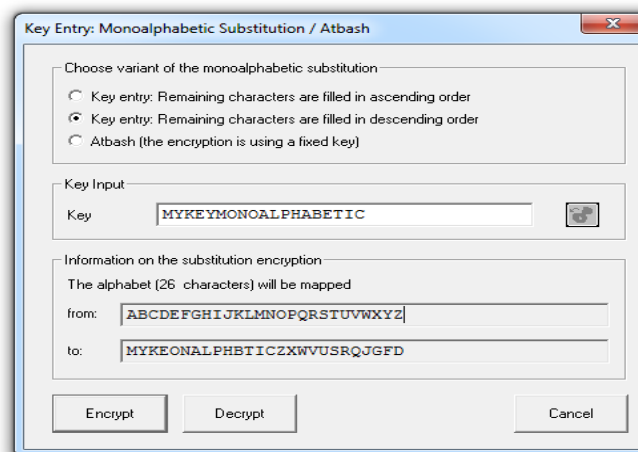 Key Entry: Monoalphabetic Substitution / Atbash
Choose variant of the monoalphabetic substitution
Key entry: Remaining characters are filled in ascending order
Key entry: Remaining characters are filled in descending order
Atbash (the encryption is using a fixed key)
Key Input
Key MYKEYMONOALPHABETIC
Information on the substitution encryption
The alphabet (26 characters) will be mapped
from: ABCDEFGHIJKLMNOPQRSTUVWXYZ
to: MYKEONALPHBTICZXWVUSRQJGFD
Encrypt Decrypt Cancel